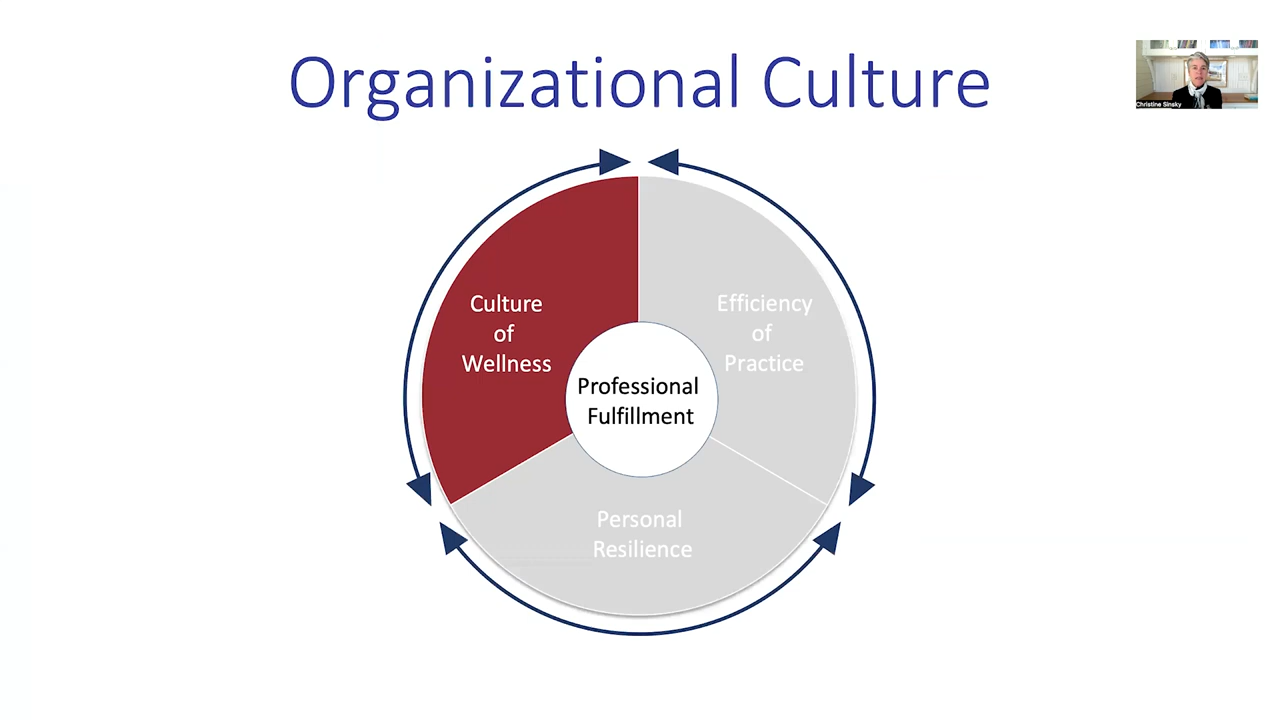 Organizational Culture
Christine Sinsky
Culture
of
Wellness
Efficiency
of
Practice
Professional
Fulfillment
Personal
Resilience